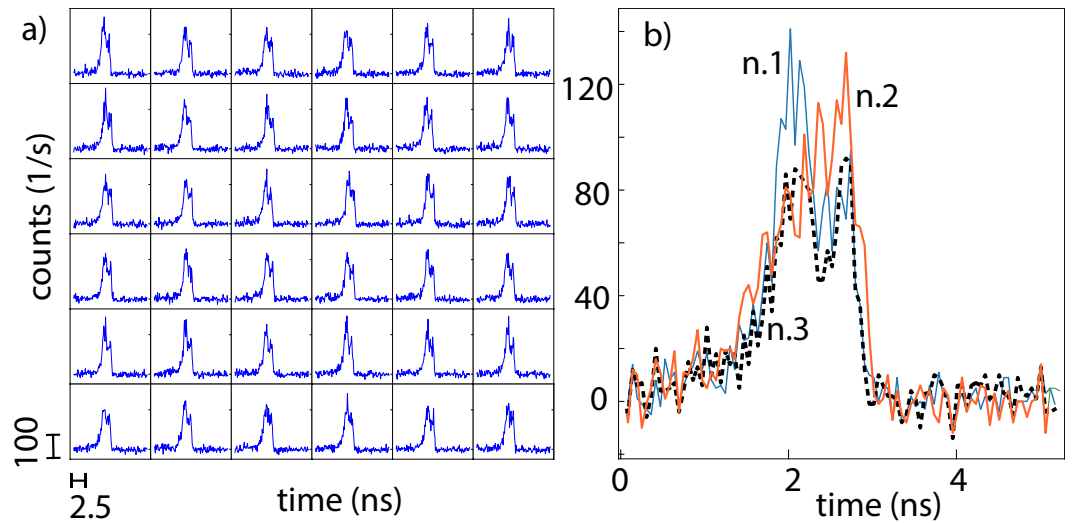 a)
counts (1/s)
100
2.5
time (ns)
b)
n.1
n.2
n.3
120
80
40
0
0
2
4
time (ns)